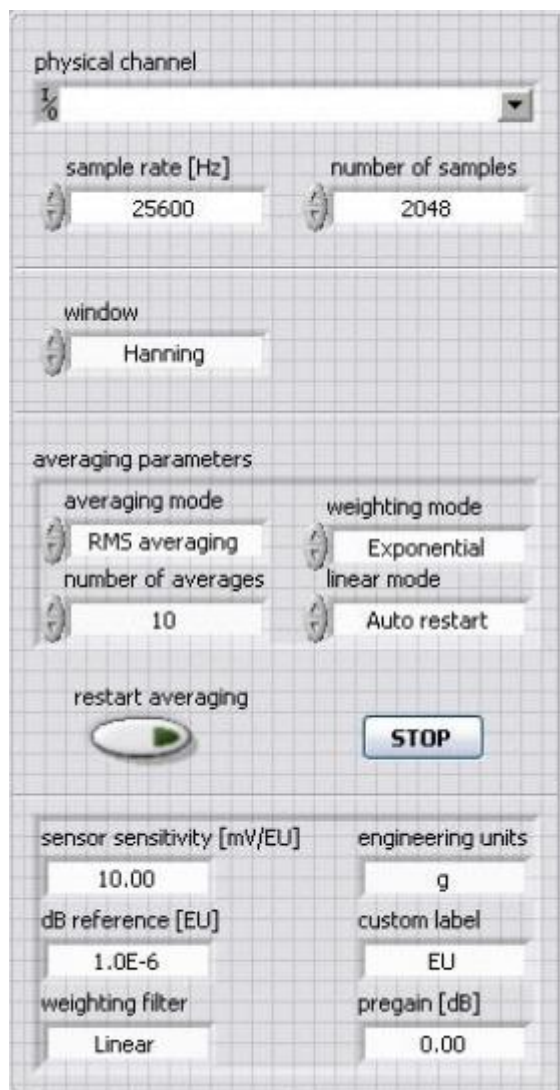 physical channel
I/O
sample rate [Hz] number of samples
25600 2048
window
Hanning
averaging parameters
averaging mode weighting mode
RMS averaging Exponential
number of averages linear mode
10 Auto restart
restart averaging
STOP
sensor sensitivity [mV/EU] engineering units
10.00 g
dB reference [EU] custom label
1.0E-6 EU
weighting filter pregain [dB]
Linear 0.00